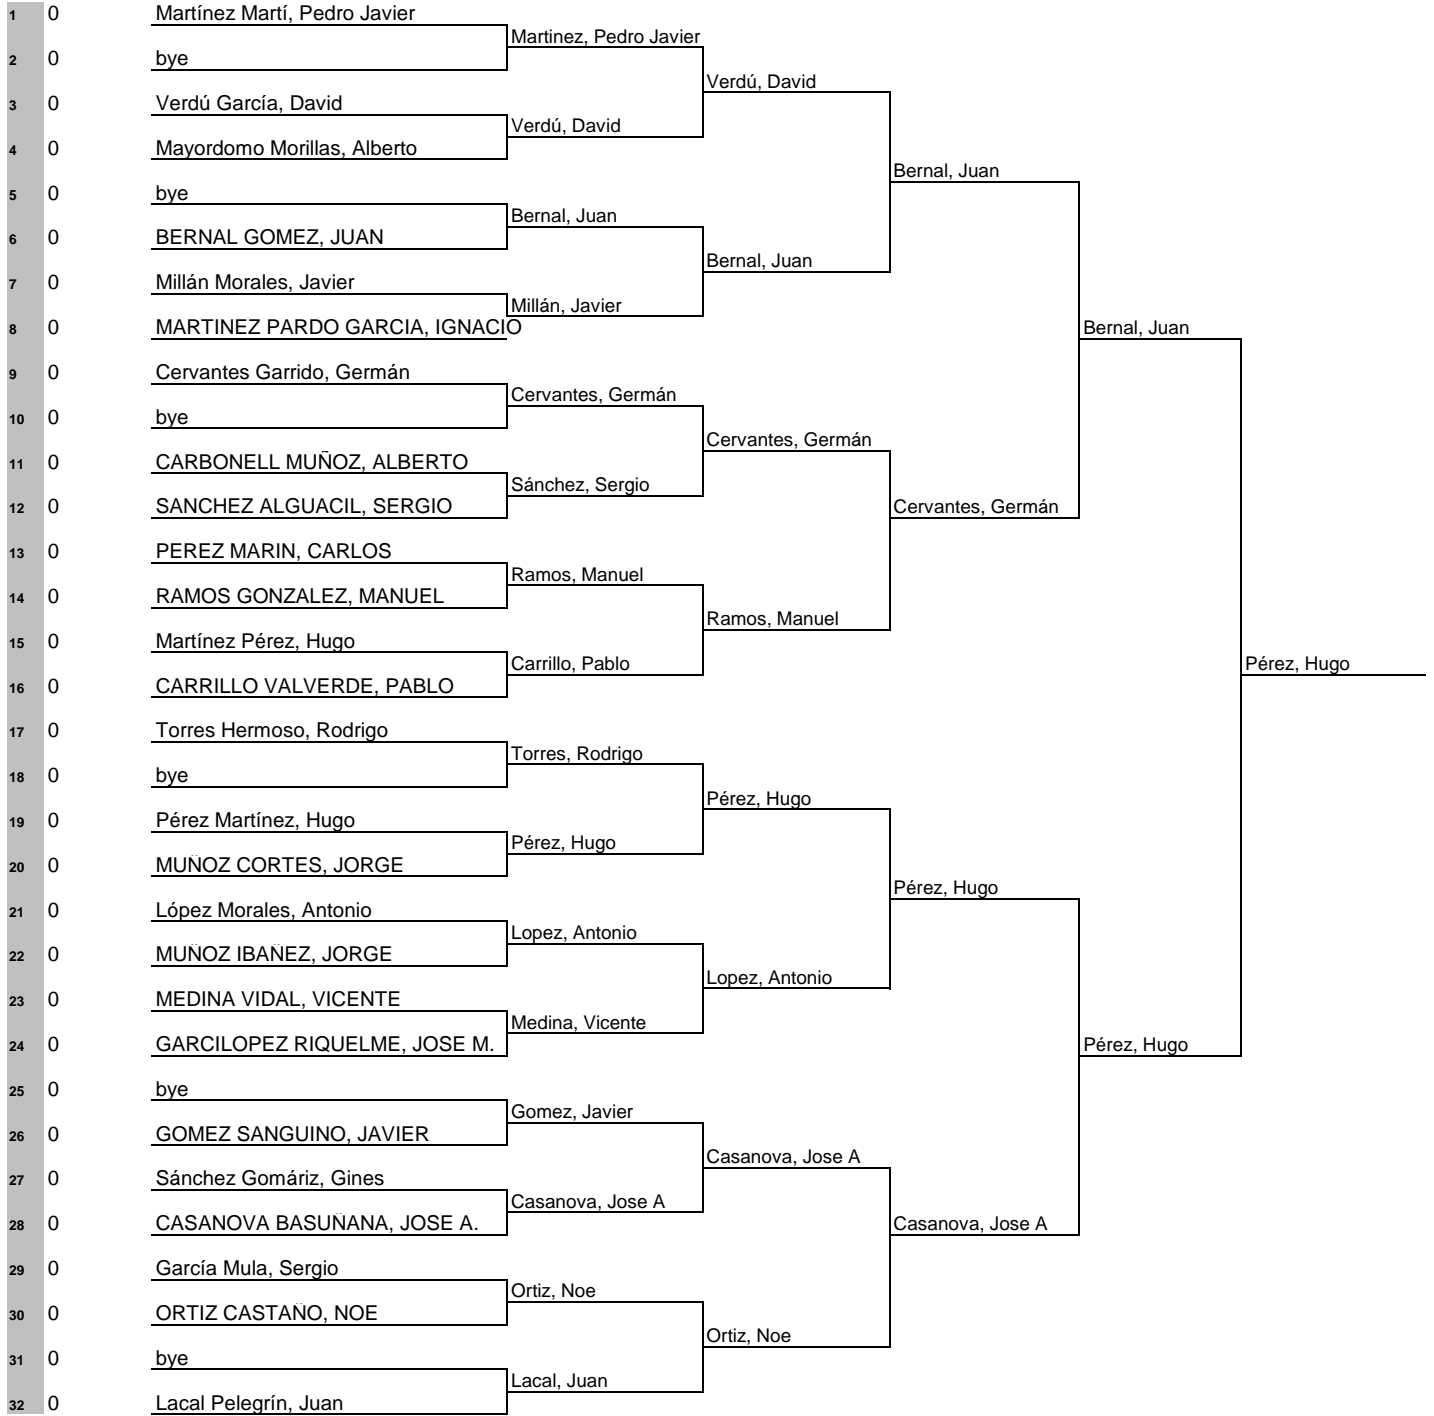 1 0 Martínez Martí, Pedro Javier
Martinez, Pedro Javier
2 0 bye
Verdú, David
3 0 Verdú García, David
Verdú, David
4 0 Mayordomo Morillas, Alberto
Bernal, Juan
5 0 bye
Bernal, Juan
6 0 BERNAL GOMEZ, JUAN
Bernal, Juan
7 0 Millán Morales, Javier
Millán, Javier
8 0 MARTINEZ PARDO GARCIA, IGNACIO
Bernal, Juan
9 0 Cervantes Garrido, Germán
Cervantes, Germán
10 0 bye
Cervantes, Germán
11 0 CARBONELL MUÑOZ, ALBERTO
Sánchez, Sergio
12 0 SANCHEZ ALGUACIL, SERGIO
Cervantes, Germán
13 0 PEREZ MARIN, CARLOS
Ramos, Manuel
14 0 RAMOS GONZALEZ, MANUEL
Ramos, Manuel
15 0 Martínez Pérez, Hugo
Carrillo, Pablo
Pérez, Hugo
16 0 CARRILLO VALVERDE, PABLO
17 0 Torres Hermoso, Rodrigo
Torres, Rodrigo
18 0 bye
Pérez, Hugo
19 0 Pérez Martínez, Hugo
Pérez, Hugo
20 0 MUÑOZ CORTES, JORGE
Pérez, Hugo
21 0 López Morales, Antonio
Lopez, Antonio
22 0 MUÑOZ IBAÑEZ, JORGE
Lopez, Antonio
23 0 MEDINA VIDAL, VICENTE
Medina, Vicente
24 0 GARCILOPEZ RIQUELME, JOSE M.
Pérez, Hugo
25 0 bye
Gomez, Javier
26 0 GOMEZ SANGUINO, JAVIER
Casanova, Jose A
27 0 Sánchez Gomáriz, Gines
Casanova, Jose A
28 0 CASANOVA BASUÑANA, JOSE A.
Casanova, Jose A
29 0 García Mula, Sergio
Ortiz, Noe
30 0 ORTIZ CASTAÑO, NOE
Ortiz, Noe
31 0 bye
Lacal, Juan
32 0 Lacal Pelegrín, Juan